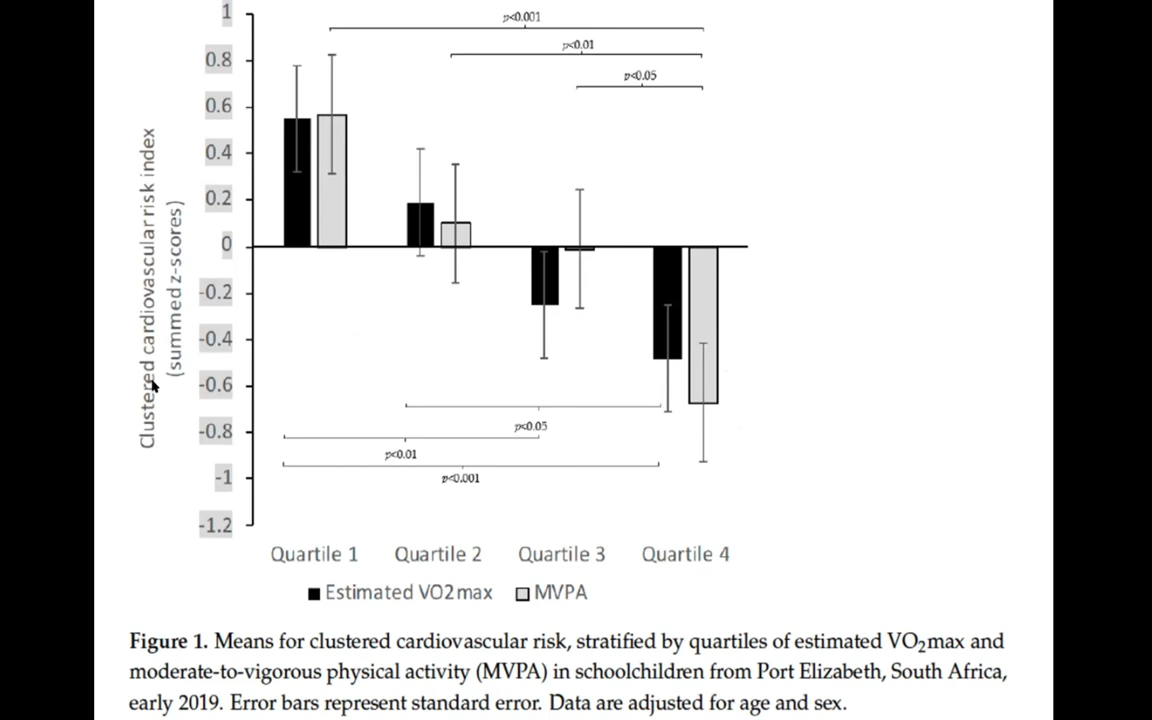 1
p<0.001
p<0.01
0.8
p<0.05
0.6
0.4
0.2
0
-0.2
-0.4
-0.6
-0.8
-1
-1.2
Clustered cardiovascular risk index
(summed z-scores)
p<0.05
p<0.01
p<0.001
Quartile 1 Quartile 2 Quartile 3 Quartile 4
Estimated VO2max MVPA
Figure 1. Means for clustered cardiovascular risk, stratified by quartiles of estimated VO₂max and
moderate-to-vigorous physical activity (MVPA) in schoolchildren from Port Elizabeth, South Africa,
early 2019. Error bars represent standard error. Data are adjusted for age and sex.